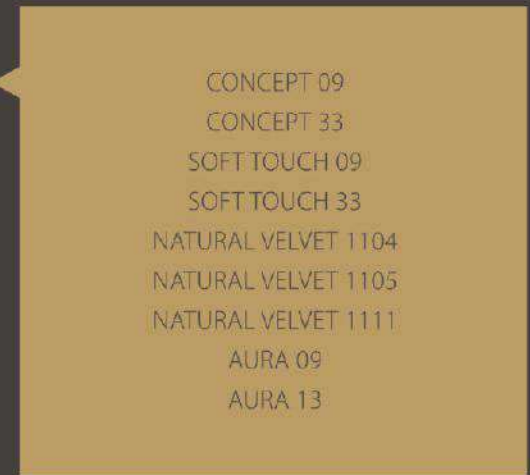 CONCEPT 09
CONCEPT 33
SOFT TOUCH 09
SOFT TOUCH 33
NATURAL VELVET 1104
NATURAL VELVET 1105
NATURAL VELVET 1111
AURA 09
AURA 13